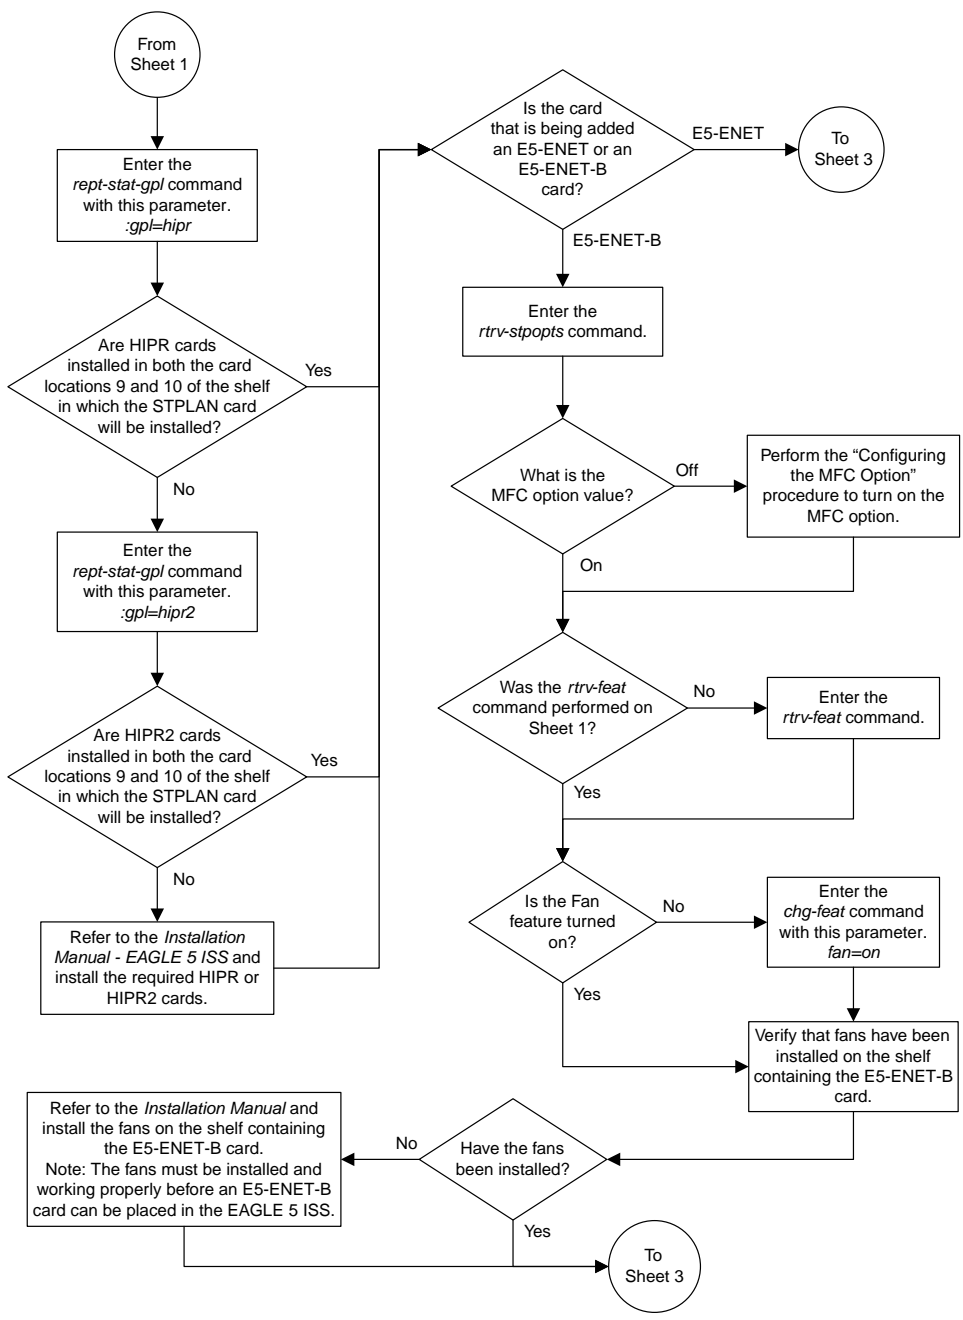 From
Sheet 1
Enter the
rept-stat-gpl command
with this parameter.
:gpl=hipr
Are HIPR cards
installed in both the card
locations 9 and 10 of the shelf
in which the STPLAN card
will be installed?
Yes
No
Enter the
rept-stat-gpl command
with this parameter.
:gpl=hipr2
Are HIPR2 cards
installed in both the card
locations 9 and 10 of the shelf
in which the STPLAN card
will be installed?
Yes
No
Refer to the Installation
Manual - EAGLE 5 ISS and
install the required HIPR or
HIPR2 cards.
Is the card
that is being added
an E5-ENET or an
E5-ENET-B
card?
E5-ENET
To
Sheet 3
E5-ENET-B
Enter the
rtrv-stpopts command.
What is the
MFC option value?
Off
Perform the “Configuring
the MFC Option”
procedure to turn on the
MFC option.
On
Was the rtrv-feat
command performed on
Sheet 1?
No
Enter the
rtrv-feat command.
Yes
Is the Fan
feature turned
on?
No
Enter the
chg-feat command
with this parameter.
fan=on
Yes
Verify that fans have been
installed on the shelf
containing the E5-ENET-B
card.
Have the fans
been installed?
No
Refer to the Installation Manual and
install the fans on the shelf containing
the E5-ENET-B card.
Note: The fans must be installed and
working properly before an E5-ENET-B
card can be placed in the EAGLE 5 ISS.
Yes
To
Sheet 3